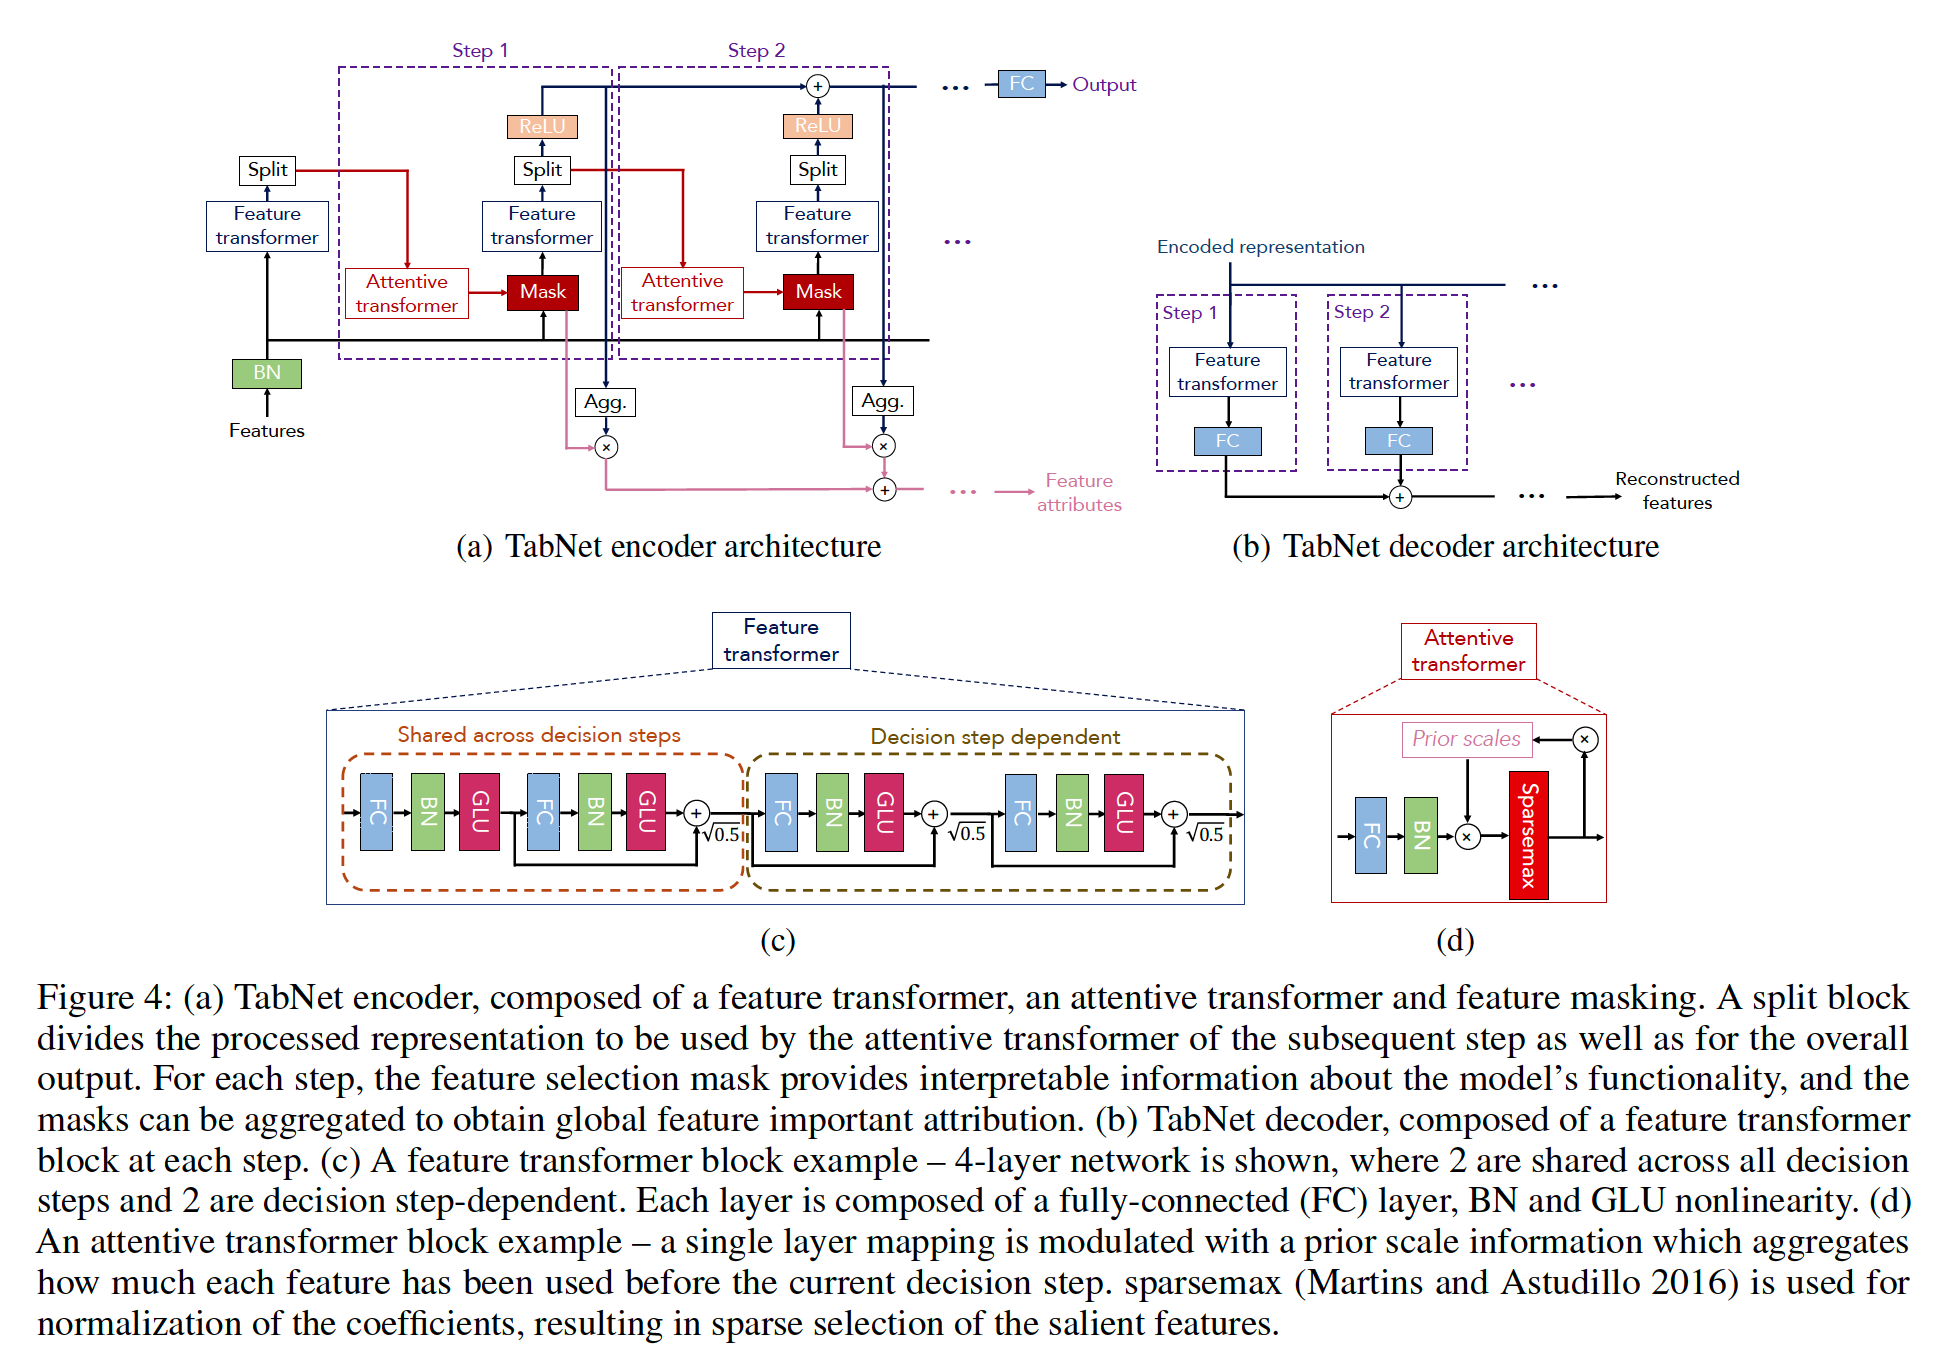 Step 1
Step 2
FC
Output
ReLU
ReLU
Split
Split
Split
Feature
transformer
Feature
transformer
Feature
transformer
...
Attentive
transformer
Mask
Attentive
transformer
Mask
BN
Agg.
Agg.
Features
Feature
attributes
(a) TabNet encoder architecture
Encoded representation
...
Step 1
Step 2
Feature
transformer
Feature
transformer
...
FC
FC
Reconstructed
features
(b) TabNet decoder architecture
Feature
transformer
Shared across decision steps
Decision step dependent
FC
BN
GLU
FC
BN
GLU
+
√0.5
FC
BN
GLU
+
√0.5
FC
BN
GLU
+
√0.5
(c)
Attentive
transformer
Prior scales
FC
BN
Sparsemax
(d)
Figure 4: (a) TabNet encoder, composed of a feature transformer, an attentive transformer and feature masking. A split block
divides the processed representation to be used by the attentive transformer of the subsequent step as well as for the overall
output. For each step, the feature selection mask provides interpretable information about the model's functionality, and the
masks can be aggregated to obtain global feature important attribution. (b) TabNet decoder, composed of a feature transformer
block at each step. (c) A feature transformer block example – 4-layer network is shown, where 2 are shared across all decision
steps and 2 are decision step-dependent. Each layer is composed of a fully-connected (FC) layer, BN and GLU nonlinearity. (d)
An attentive transformer block example – a single layer mapping is modulated with a prior scale information which aggregates
how much each feature has been used before the current decision step. sparsemax (Martins and Astudillo 2016) is used for
normalization of the coefficients, resulting in sparse selection of the salient features.